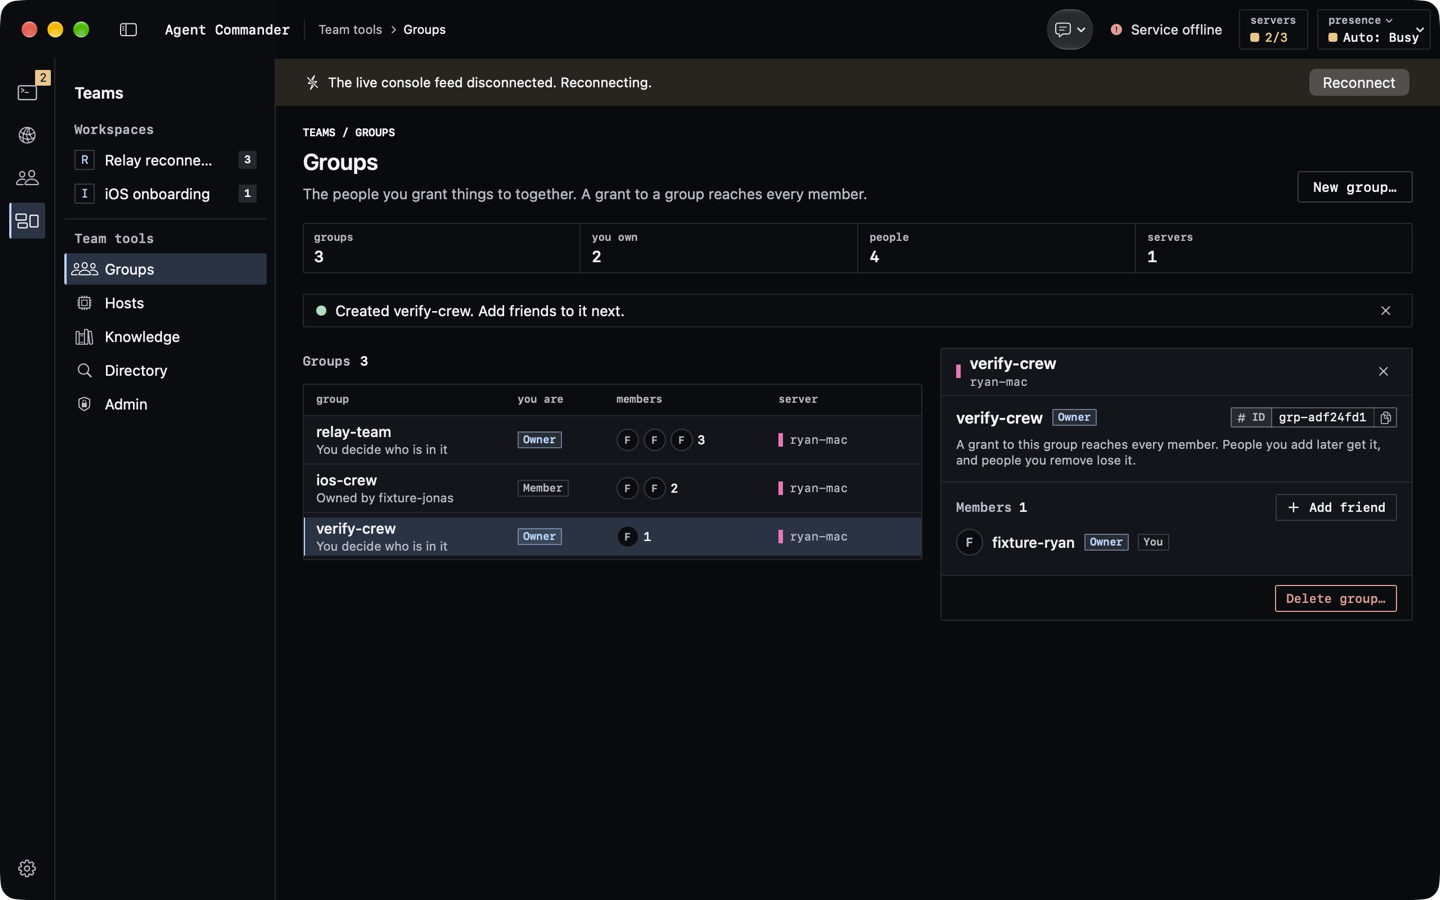 Agent Commander
Team tools > Groups
Service offline
servers
2/3
presence
Auto: Busy
2
Teams
Workspaces
R Relay reconne... 3
I iOS onboarding 1
Team tools
Groups
Hosts
Knowledge
Directory
Admin
The live console feed disconnected. Reconnecting.
Reconnect
TEAMS / GROUPS
Groups
The people you grant things to together. A grant to a group reaches every member.
New group…
groups
3
you own
2
people
4
servers
1
Created verify-crew. Add friends to it next.
Groups 3
group you are members server
relay-team
You decide who is in it
Owner
F F F 3
ryan-mac
ios-crew
Owned by fixture-jonas
Member
F F 2
ryan-mac
verify-crew
You decide who is in it
Owner
F 1
ryan-mac
verify-crew
ryan-mac
verify-crew Owner
# ID grp-adf24fd1
A grant to this group reaches every member. People you add later get it,
and people you remove lose it.
Members 1
+ Add friend
F fixture-ryan Owner You
Delete group…